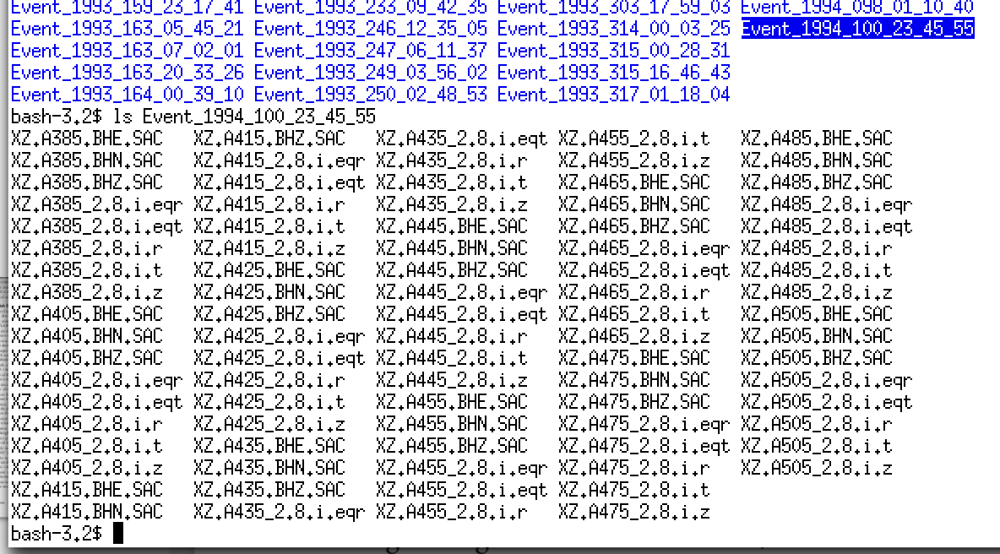 Event_1993_159_23_17_41 Event_1993_233_09_42_35 Event_1993_303_17_59_03 Event_1994_098_01_10_40
Event_1993_163_05_45_21 Event_1993_246_12_35_05 Event_1993_314_00_03_25 Event_1994_100_23_45_55
Event_1993_163_07_02_01 Event_1993_247_06_11_37 Event_1993_315_00_28_31
Event_1993_163_20_33_26 Event_1993_249_03_56_02 Event_1993_315_16_46_43
Event_1993_164_00_39_10 Event_1993_250_02_48_53 Event_1993_317_01_18_04
bash-3.2$ ls Event_1994_100_23_45_55
XZ.A385.BHE.SAC XZ.A415.BHZ.SAC XZ.A435_2.8.i.eqt XZ.A455_2.8.i.t XZ.A485.BHE.SAC
XZ.A385.BHN.SAC XZ.A415_2.8.i.eqr XZ.A435_2.8.i.r XZ.A455_2.8.i.z XZ.A485.BHN.SAC
XZ.A385.BHZ.SAC XZ.A415_2.8.i.eqt XZ.A435_2.8.i.t XZ.A465.BHE.SAC XZ.A485.BHZ.SAC
XZ.A385_2.8.i.eqr XZ.A415_2.8.i.r XZ.A435_2.8.i.z XZ.A465.BHN.SAC XZ.A485_2.8.i.eqr
XZ.A385_2.8.i.eqt XZ.A415_2.8.i.t XZ.A445.BHE.SAC XZ.A465.BHZ.SAC XZ.A485_2.8.i.eqt
XZ.A385_2.8.i.r XZ.A415_2.8.i.z XZ.A445.BHN.SAC XZ.A465_2.8.i.eqr XZ.A485_2.8.i.r
XZ.A385_2.8.i.t XZ.A425.BHE.SAC XZ.A445.BHZ.SAC XZ.A465_2.8.i.eqt XZ.A485_2.8.i.t
XZ.A385_2.8.i.z XZ.A425.BHN.SAC XZ.A445_2.8.i.eqr XZ.A465_2.8.i.r XZ.A485_2.8.i.z
XZ.A405.BHE.SAC XZ.A425.BHZ.SAC XZ.A445_2.8.i.eqt XZ.A465_2.8.i.t XZ.A505.BHE.SAC
XZ.A405.BHN.SAC XZ.A425_2.8.i.eqr XZ.A445_2.8.i.r XZ.A465_2.8.i.z XZ.A505.BHN.SAC
XZ.A405.BHZ.SAC XZ.A425_2.8.i.eqt XZ.A445_2.8.i.t XZ.A475.BHE.SAC XZ.A505.BHZ.SAC
XZ.A405_2.8.i.eqr XZ.A425_2.8.i.r XZ.A445_2.8.i.z XZ.A475.BHN.SAC XZ.A505_2.8.i.eqr
XZ.A405_2.8.i.eqt XZ.A425_2.8.i.t XZ.A455.BHE.SAC XZ.A475.BHZ.SAC XZ.A505_2.8.i.eqt
XZ.A405_2.8.i.r XZ.A425_2.8.i.z XZ.A455.BHN.SAC XZ.A475_2.8.i.eqr XZ.A505_2.8.i.r
XZ.A405_2.8.i.t XZ.A435.BHE.SAC XZ.A455.BHZ.SAC XZ.A475_2.8.i.eqt XZ.A505_2.8.i.t
XZ.A405_2.8.i.z XZ.A435.BHN.SAC XZ.A455_2.8.i.eqr XZ.A475_2.8.i.r XZ.A505_2.8.i.z
XZ.A415.BHE.SAC XZ.A435.BHZ.SAC XZ.A455_2.8.i.eqt XZ.A475_2.8.i.t
XZ.A415.BHN.SAC XZ.A435_2.8.i.eqr XZ.A455_2.8.i.r XZ.A475_2.8.i.z
bash-3.2$